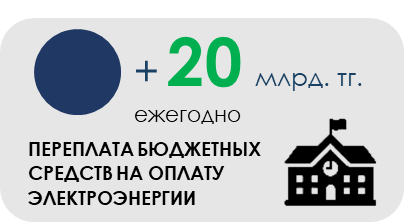 + 20 млрд. тг.
ежегодно
ПЕРЕПЛАТА БЮДЖЕТНЫХ
СРЕДСТВ НА ОПЛАТУ
ЭЛЕКТРОЭНЕРГИИ